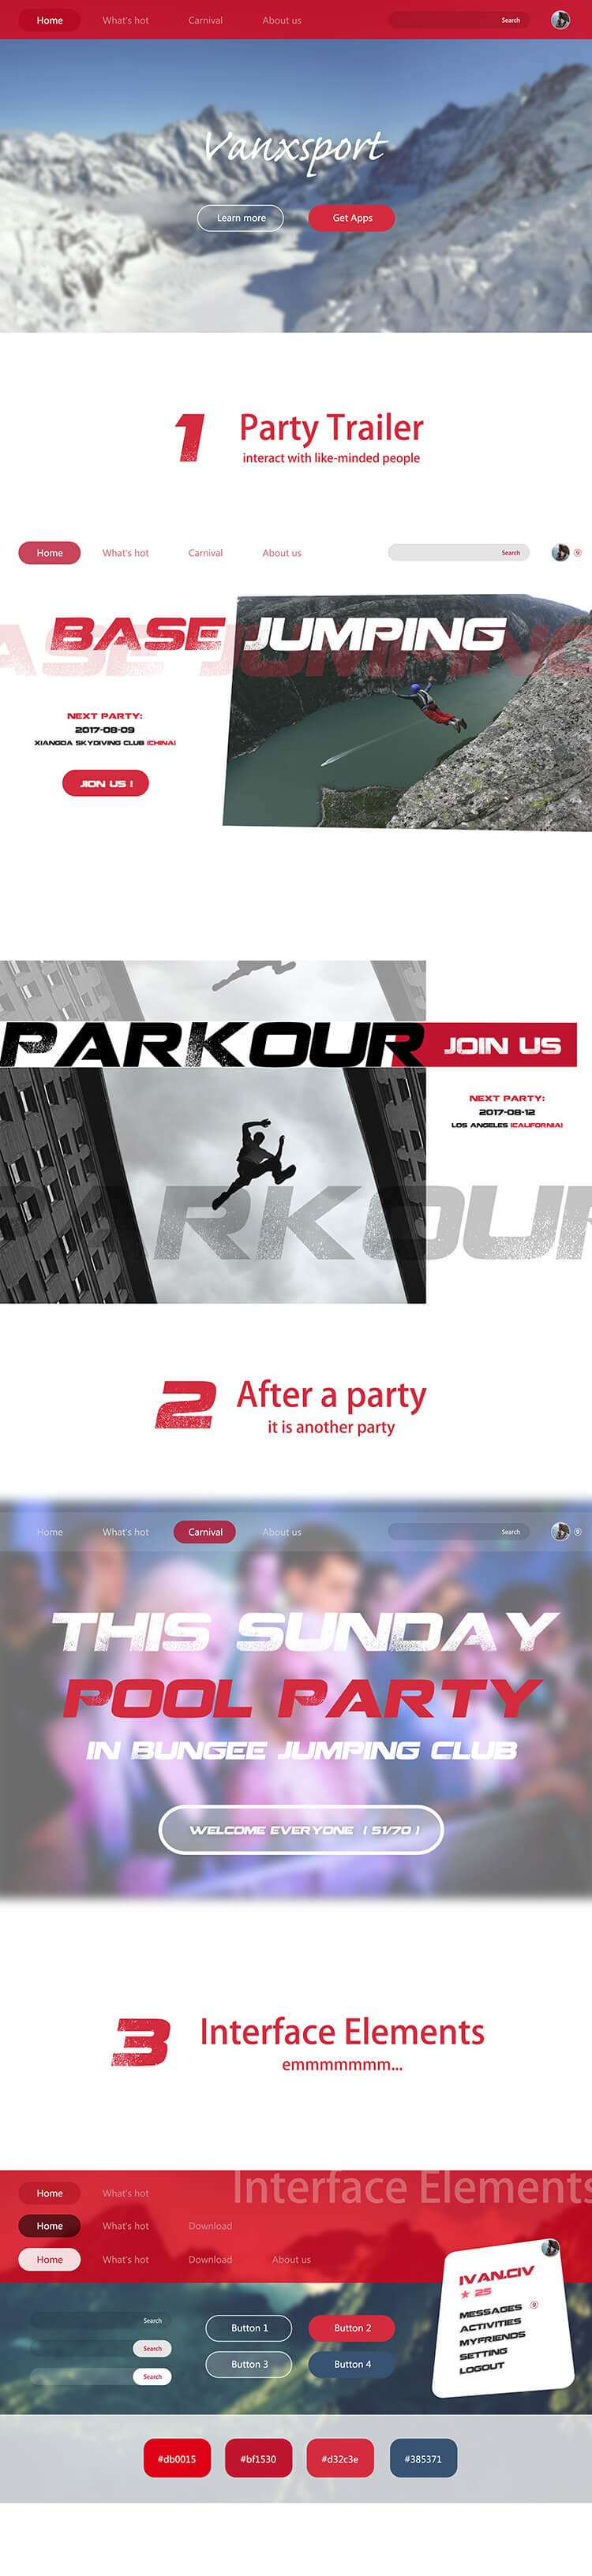 Home What's hot Carnival About us Search
Vanxsport
Learn more Get Apps
1 Party Trailer
interact with like-minded people
Home What's hot Carnival About us Search 9
BASE JUMPING
ASE JUMPING
NEXT PARTY:
2017-08-09
XIANGDA SKYDIVING CLUB (CHINA)
JION US !
PARKOUR JOIN US
NEXT PARTY:
2017-08-12
LOS ANGELES (CALIFORNIA)
PARKOUR
2 After a party
it is another party
Home What's hot Carnival About us Search 9
THIS SUNDAY
POOL PARTY
IN BUNGEE JUMPING CLUB
WELCOME EVERYONE ( 51/70 )
3 Interface Elements
emmmmmmm...
Interface Elements
Home What's hot
Home What's hot Download
Home What's hot Download About us
IVAN.CIV
★ 25
MESSAGES 9
ACTIVITIES
MYFRIENDS
SETTING
LOGOUT
Search
Search
Search
Button 1 Button 2
Button 3 Button 4
#db0015 #bf1530 #d32c3e #385371